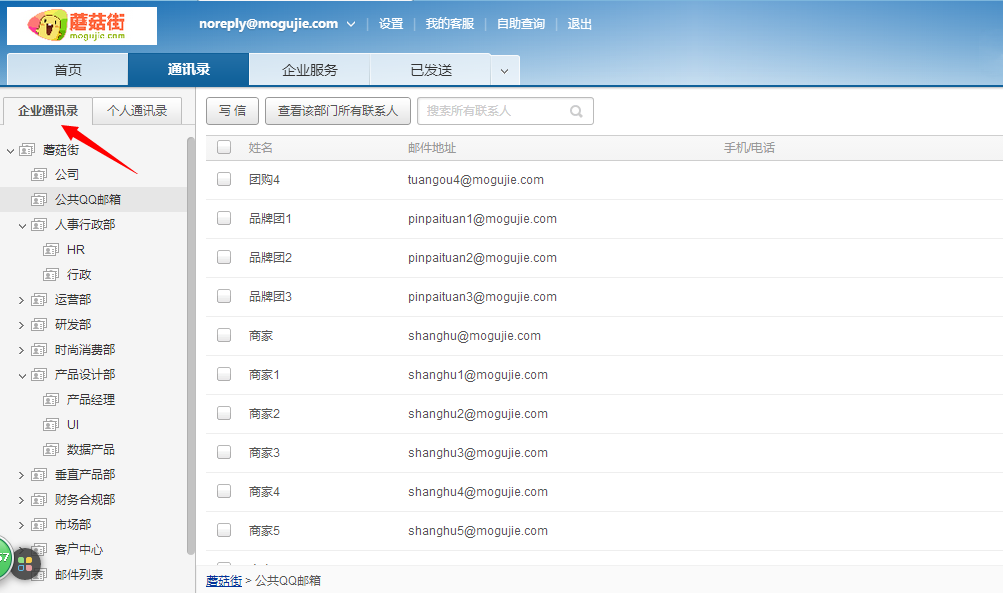 蘑菇街
mogujie.com
noreply@mogujie.com
设置
我的客服
自助查询
退出
首页
通讯录
企业服务
已发送
企业通讯录
个人通讯录
写 信
查看该部门所有联系人
搜索所有联系人
蘑菇街
公司
公共QQ邮箱
人事行政部
HR
行政
运营部
研发部
时尚消费部
产品设计部
产品经理
UI
数据产品
垂直产品部
财务合规部
市场部
客户中心
邮件列表
姓名 邮件地址 手机/电话
团购4 tuangou4@mogujie.com
品牌团1 pinpaituan1@mogujie.com
品牌团2 pinpaituan2@mogujie.com
品牌团3 pinpaituan3@mogujie.com
商家 shanghu@mogujie.com
商家1 shanghu1@mogujie.com
商家2 shanghu2@mogujie.com
商家3 shanghu3@mogujie.com
商家4 shanghu4@mogujie.com
商家5 shanghu5@mogujie.com
蘑菇街 > 公共QQ邮箱